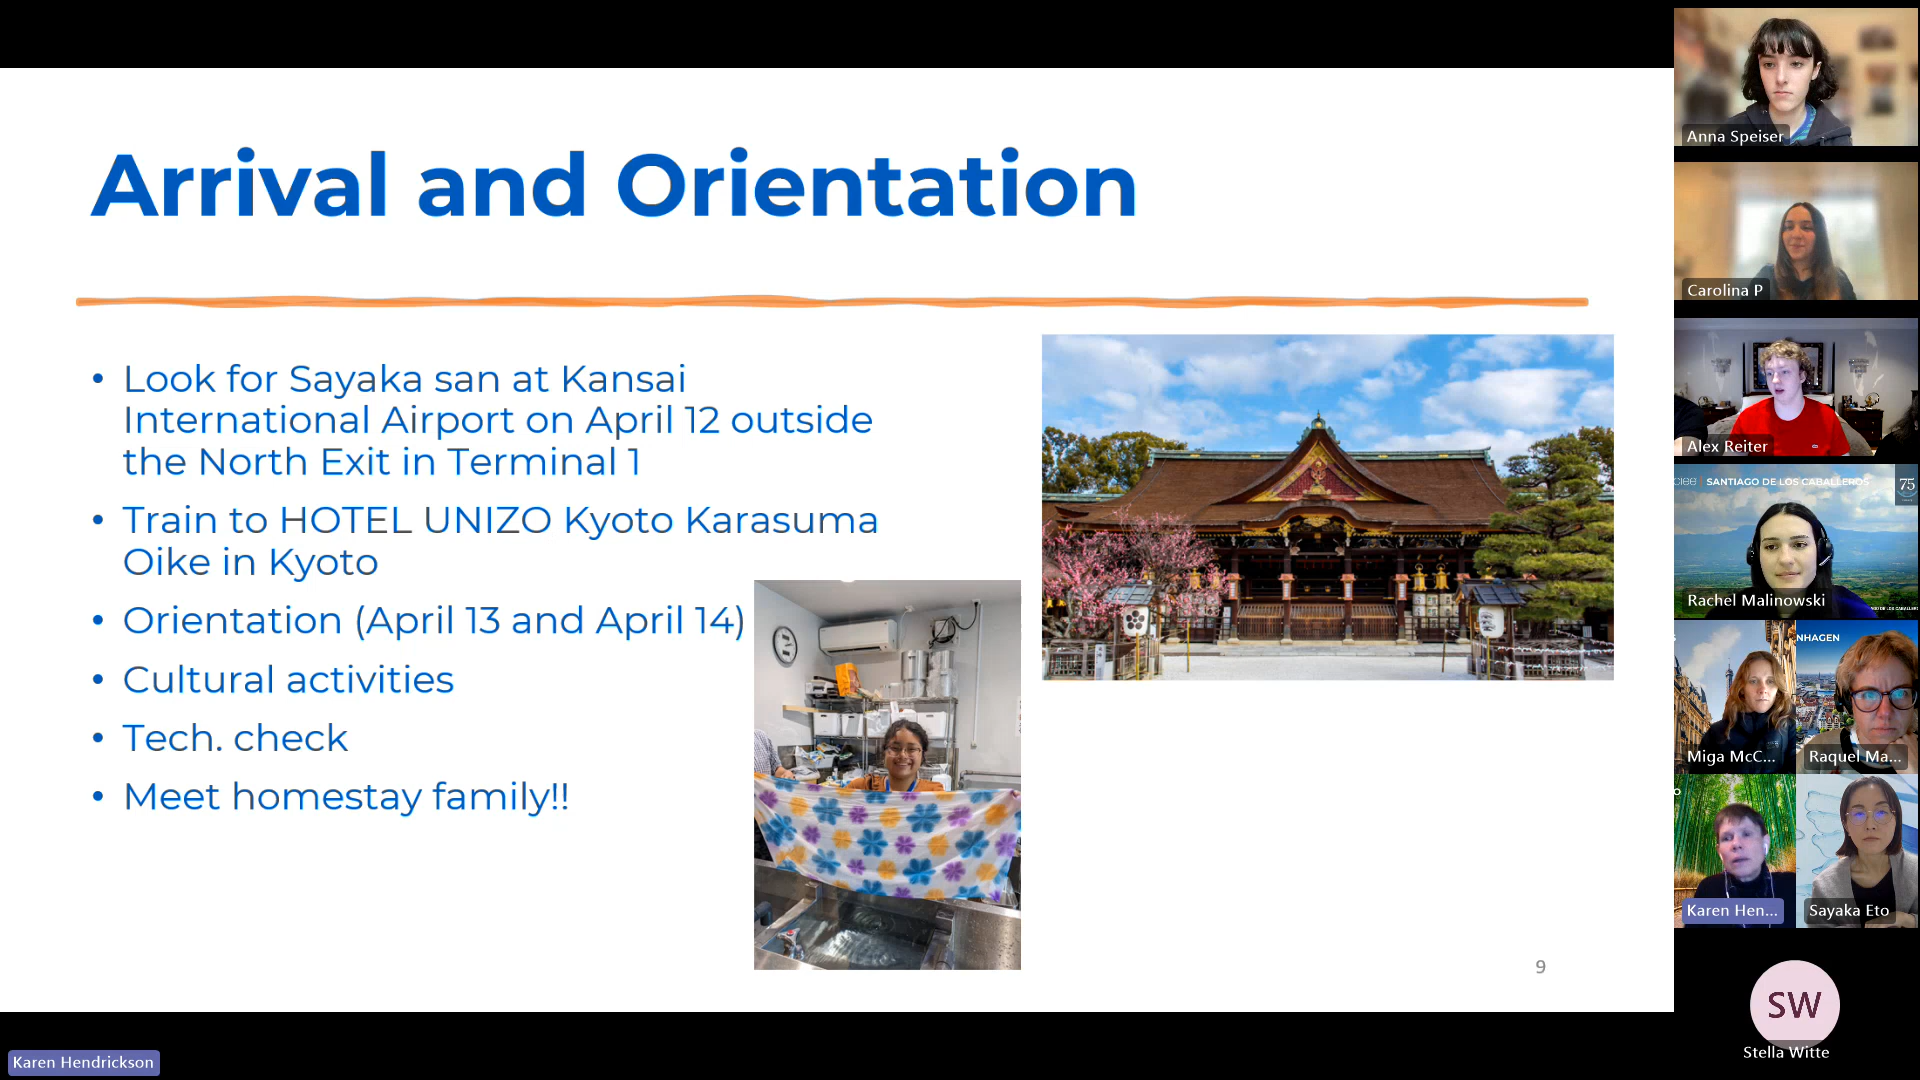 Arrival and Orientation
• Look for Sayaka san at Kansai
International Airport on April 12 outside
the North Exit in Terminal 1
• Train to HOTEL UNIZO Kyoto Karasuma
Oike in Kyoto
• Orientation (April 13 and April 14)
• Cultural activities
• Tech. check
• Meet homestay family!!
9
Karen Hendrickson
Anna Speiser
Carolina P
Alex Reiter
ciee SANTIAGO DE LOS CABALLEROS
75
Rachel Malinowski
NHAGEN
Miga McC...
Raquel Ma...
Karen Hen...
Sayaka Eto
SW
Stella Witte